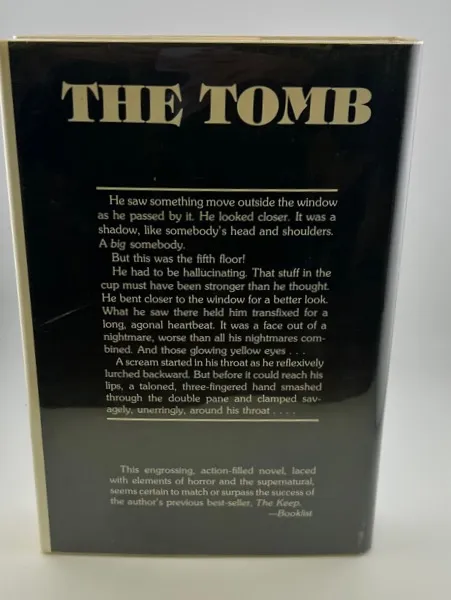 THE TOMB
He saw something move outside the window
as he passed by it. He looked closer. It was a
shadow, like somebody's head and shoulders.
A big somebody.
But this was the fifth floor!
He had to be hallucinating. That stuff in the
cup must have been stronger than he thought.
He bent closer to the window for a better look.
What he saw there held him transfixed for a
long, agonal heartbeat. It was a face out of a
nightmare, worse than all his nightmares com-
bined. And those glowing yellow eyes . . .
A scream started in his throat as he reflexively
lurched backward. But before it could reach his
lips, a taloned, three-fingered hand smashed
through the double pane and clamped sav-
agely, unerringly, around his throat . . . .
This engrossing, action-filled novel, laced
with elements of horror and the supernatural,
seems certain to match or surpass the success of
the author's previous best-seller, The Keep.
—Booklist